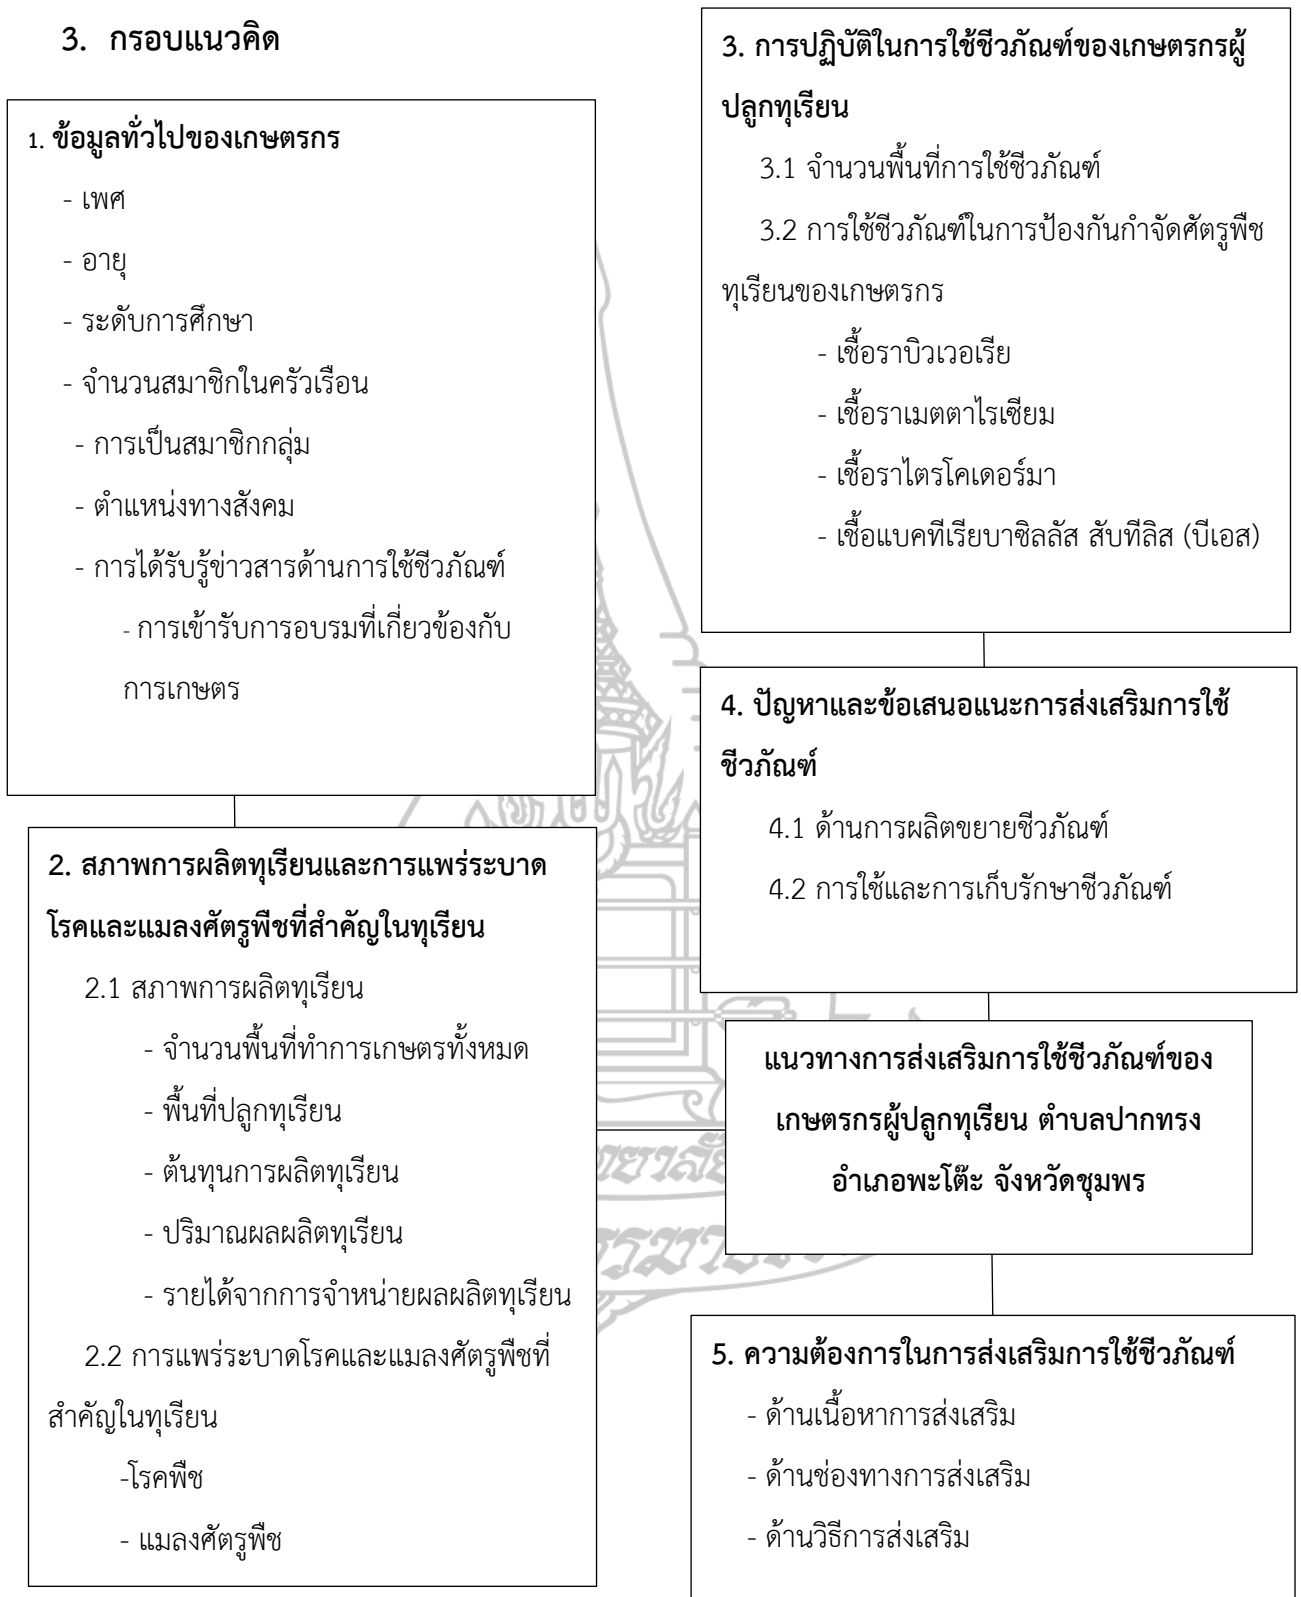 3. กรอบแนวคิด
1. ข้อมูลทั่วไปของเกษตรกร
- เพศ
- อายุ
- ระดับการศึกษา
- จำนวนสมาชิกในครัวเรือน
- การเป็นสมาชิกกลุ่ม
- ตำแหน่งทางสังคม
- การได้รับรู้ข่าวสารด้านการใช้ชีวภัณฑ์
- การเข้ารับการอบรมที่เกี่ยวข้องกับ
การเกษตร
2. สภาพการผลิตทุเรียนและการแพร่ระบาด
โรคและแมลงศัตรูพืชที่สำคัญในทุเรียน
2.1 สภาพการผลิตทุเรียน
- จำนวนพื้นที่ทำการเกษตรทั้งหมด
- พื้นที่ปลูกทุเรียน
- ต้นทุนการผลิตทุเรียน
- ปริมาณผลผลิตทุเรียน
- รายได้จากการจำหน่ายผลผลิตทุเรียน
2.2 การแพร่ระบาดโรคและแมลงศัตรูพืชที่
สำคัญในทุเรียน
-โรคพืช
- แมลงศัตรูพืช
3. การปฏิบัติในการใช้ชีวภัณฑ์ของเกษตรกรผู้
ปลูกทุเรียน
3.1 จำนวนพื้นที่การใช้ชีวภัณฑ์
3.2 การใช้ชีวภัณฑ์ในการป้องกันกำจัดศัตรูพืช
ทุเรียนของเกษตรกร
- เชื้อราบิวเวอเรีย
- เชื้อราเมตตาไรเซียม
- เชื้อราไตรโคเดอร์มา
- เชื้อแบคทีเรียบาซิลลัส สับทีลิส (บีเอส)
4. ปัญหาและข้อเสนอแนะการส่งเสริมการใช้
ชีวภัณฑ์
4.1 ด้านการผลิตขยายชีวภัณฑ์
4.2 การใช้และการเก็บรักษาชีวภัณฑ์
แนวทางการส่งเสริมการใช้ชีวภัณฑ์ของ
เกษตรกรผู้ปลูกทุเรียน ตำบลปากทรง
อำเภอพะโต๊ะ จังหวัดชุมพร
5. ความต้องการในการส่งเสริมการใช้ชีวภัณฑ์
- ด้านเนื้อหาการส่งเสริม
- ด้านช่องทางการส่งเสริม
- ด้านวิธีการส่งเสริม